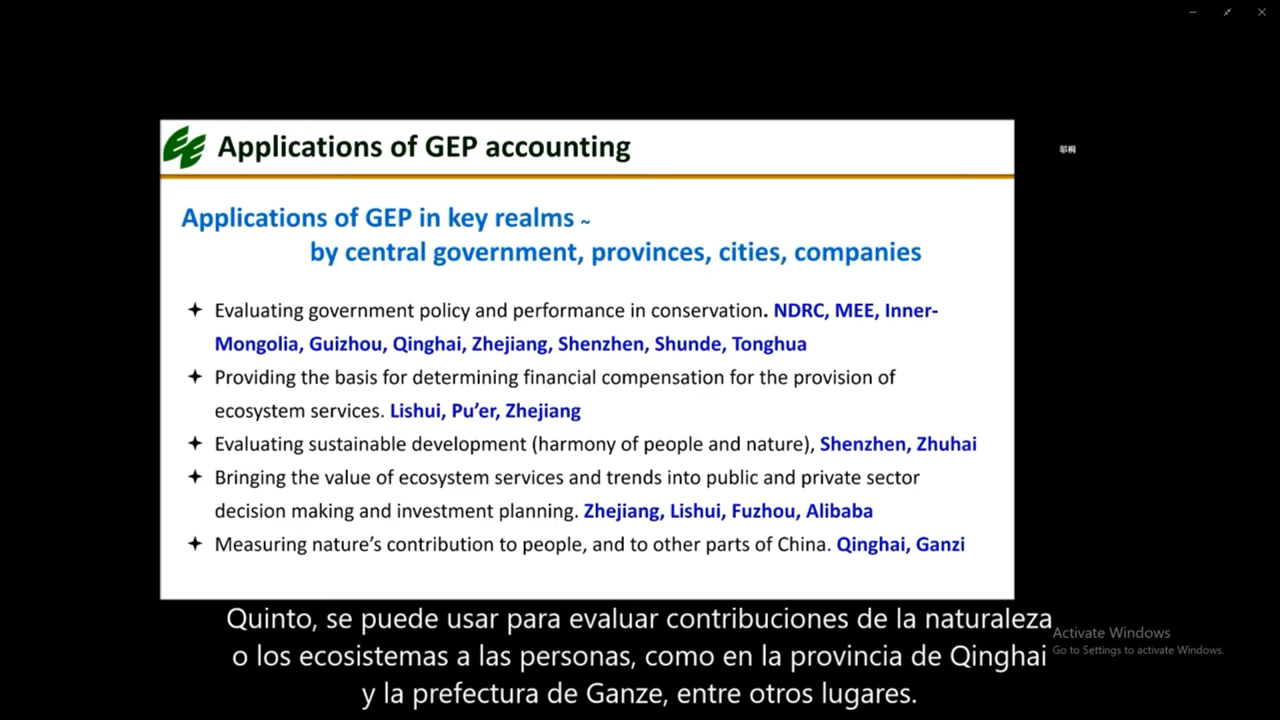 Applications of GEP accounting
邬桐
Applications of GEP in key realms ~
by central government, provinces, cities, companies
Evaluating government policy and performance in conservation. NDRC, MEE, Inner-
Mongolia, Guizhou, Qinghai, Zhejiang, Shenzhen, Shunde, Tonghua
Providing the basis for determining financial compensation for the provision of
ecosystem services. Lishui, Pu’er, Zhejiang
Evaluating sustainable development (harmony of people and nature), Shenzhen, Zhuhai
Bringing the value of ecosystem services and trends into public and private sector
decision making and investment planning. Zhejiang, Lishui, Fuzhou, Alibaba
Measuring nature’s contribution to people, and to other parts of China. Qinghai, Ganzi
Quinto, se puede usar para evaluar contribuciones de la naturaleza
o los ecosistemas a las personas, como en la provincia de Qinghai
y la prefectura de Ganze, entre otros lugares.
Activate Windows
Go to Settings to activate Windows.